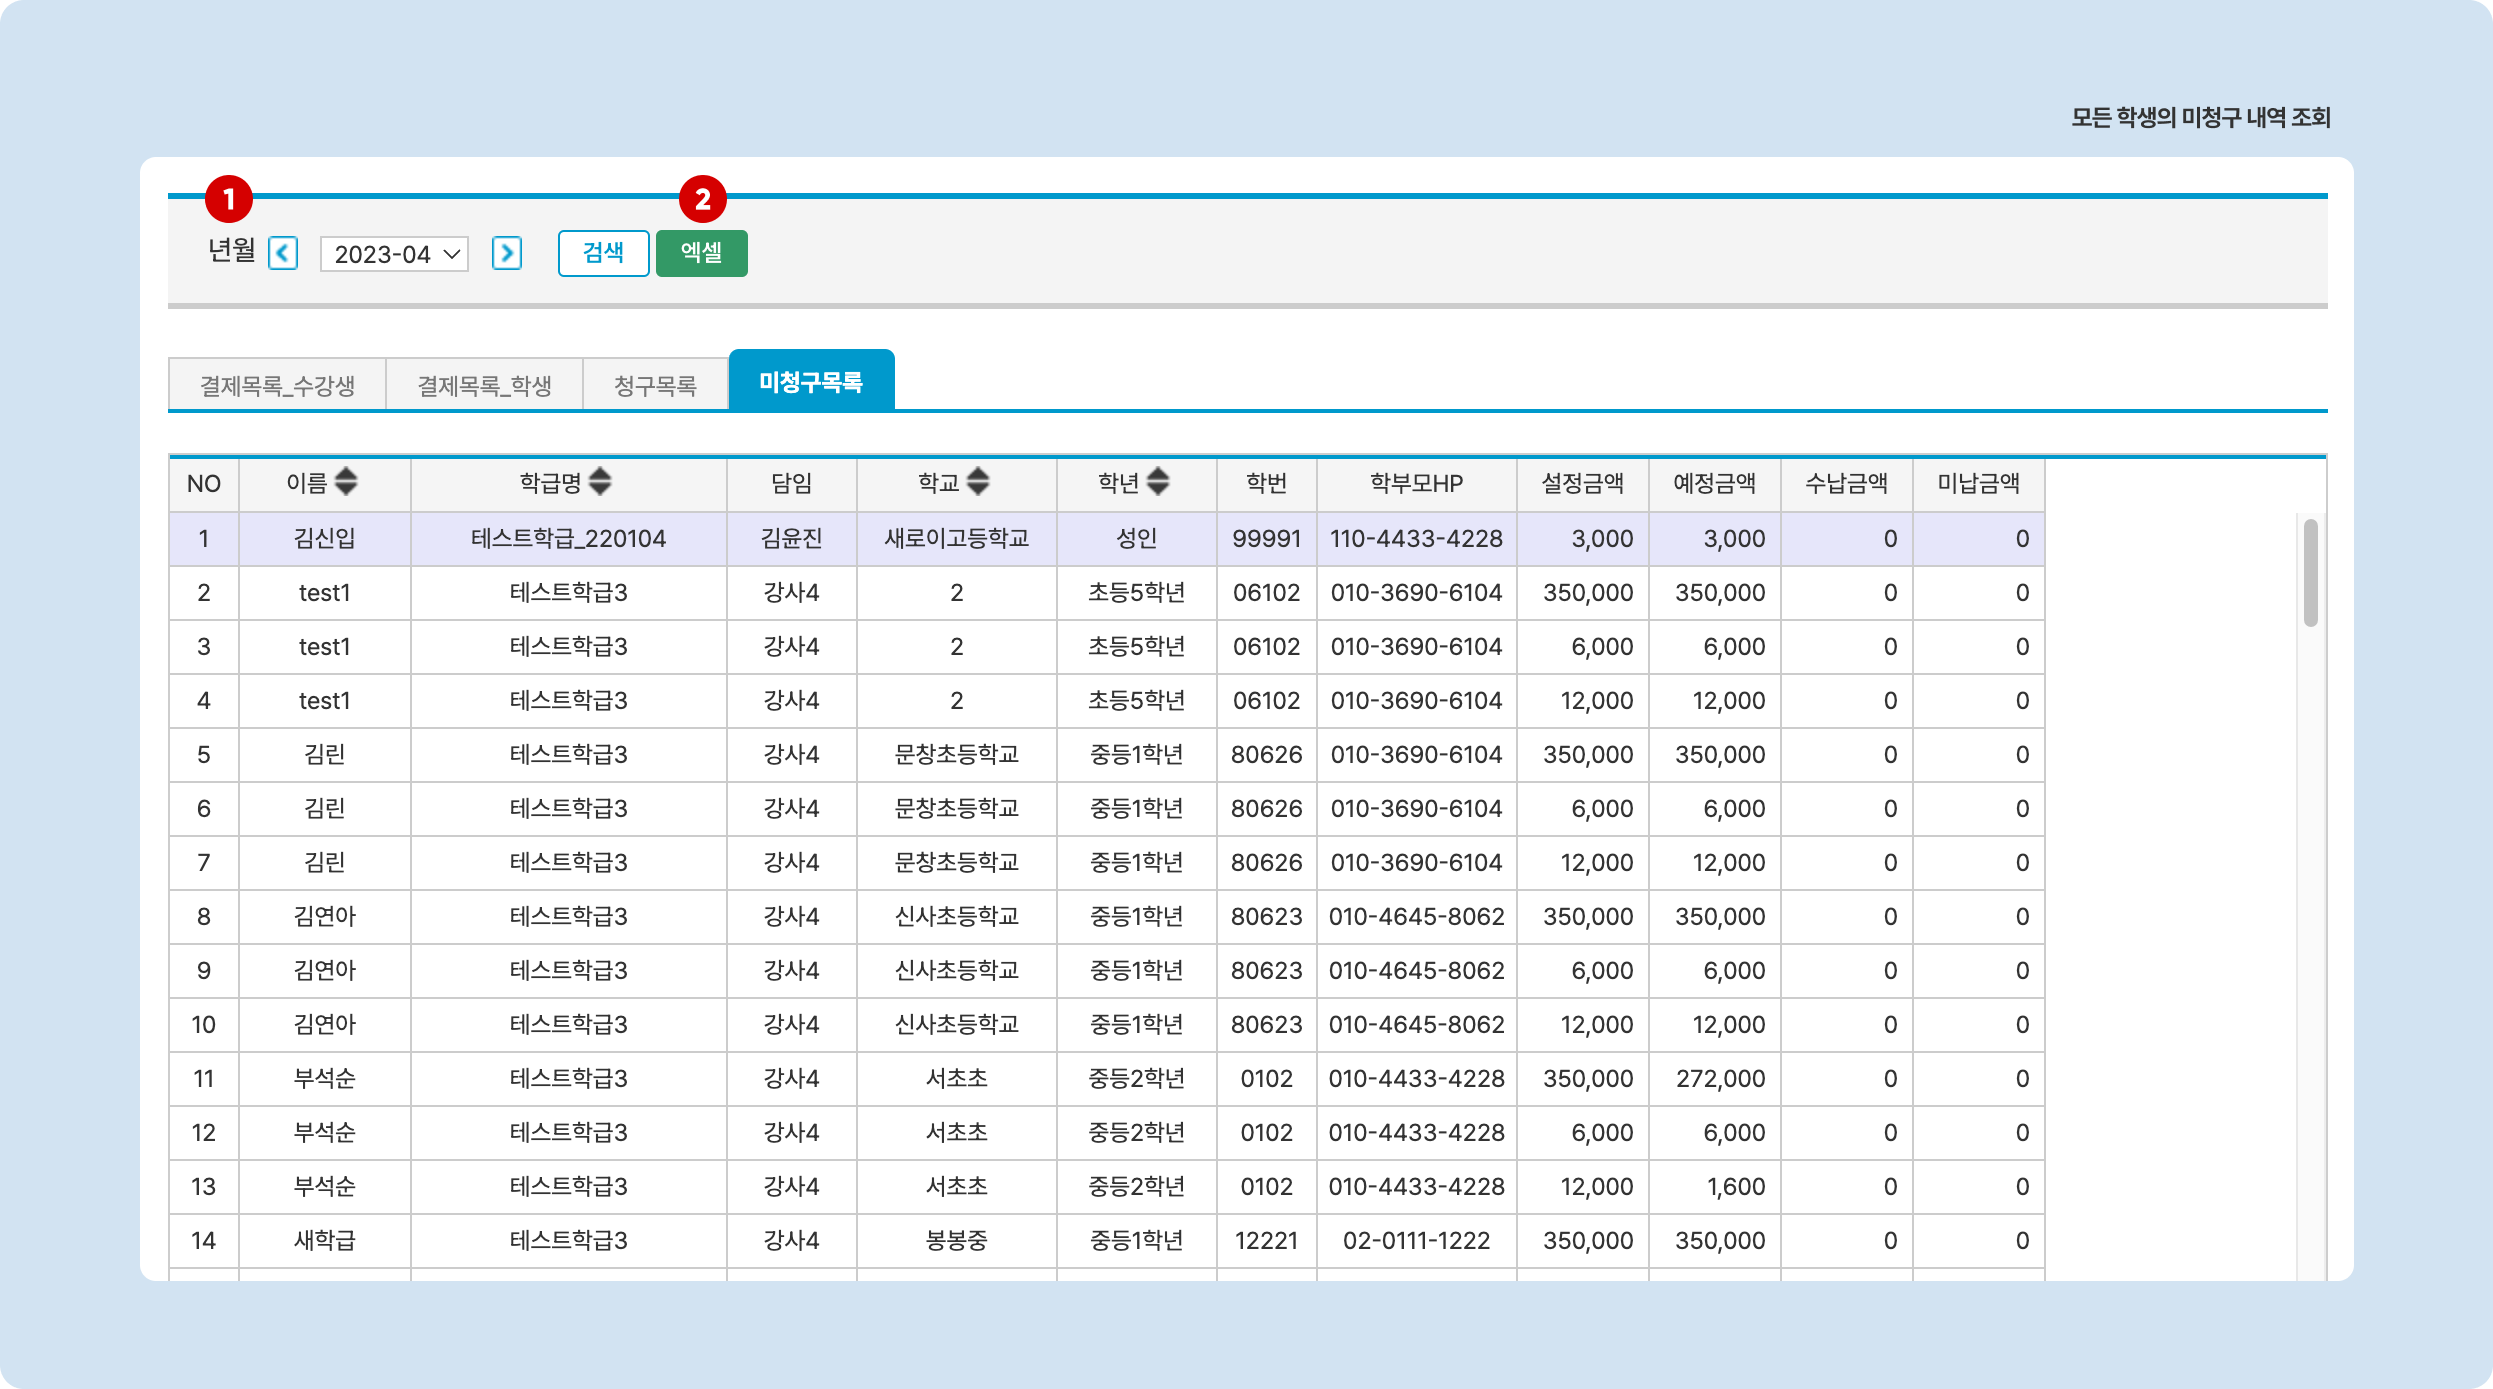 모든 학생의 미청구 내역 조회
1 2
년월 2023-04 검색 엑셀
결제목록_수강생 결제목록_학생 청구목록 미청구목록
NO 이름 학급명 담임 학교 학년 학번 학부모HP 설정금액 예정금액 수납금액 미납금액
1 김신입 테스트학급_220104 김윤진 새로이고등학교 성인 99991 110-4433-4228 3,000 3,000 0 0
2 test1 테스트학급3 강사4 2 초등5학년 06102 010-3690-6104 350,000 350,000 0 0
3 test1 테스트학급3 강사4 2 초등5학년 06102 010-3690-6104 6,000 6,000 0 0
4 test1 테스트학급3 강사4 2 초등5학년 06102 010-3690-6104 12,000 12,000 0 0
5 김린 테스트학급3 강사4 문창초등학교 중등1학년 80626 010-3690-6104 350,000 350,000 0 0
6 김린 테스트학급3 강사4 문창초등학교 중등1학년 80626 010-3690-6104 6,000 6,000 0 0
7 김린 테스트학급3 강사4 문창초등학교 중등1학년 80626 010-3690-6104 12,000 12,000 0 0
8 김연아 테스트학급3 강사4 신사초등학교 중등1학년 80623 010-4645-8062 350,000 350,000 0 0
9 김연아 테스트학급3 강사4 신사초등학교 중등1학년 80623 010-4645-8062 6,000 6,000 0 0
10 김연아 테스트학급3 강사4 신사초등학교 중등1학년 80623 010-4645-8062 12,000 12,000 0 0
11 부석순 테스트학급3 강사4 서초초 중등2학년 0102 010-4433-4228 350,000 272,000 0 0
12 부석순 테스트학급3 강사4 서초초 중등2학년 0102 010-4433-4228 6,000 6,000 0 0
13 부석순 테스트학급3 강사4 서초초 중등2학년 0102 010-4433-4228 12,000 1,600 0 0
14 새학급 테스트학급3 강사4 봉봉중 중등1학년 12221 02-0111-1222 350,000 350,000 0 0